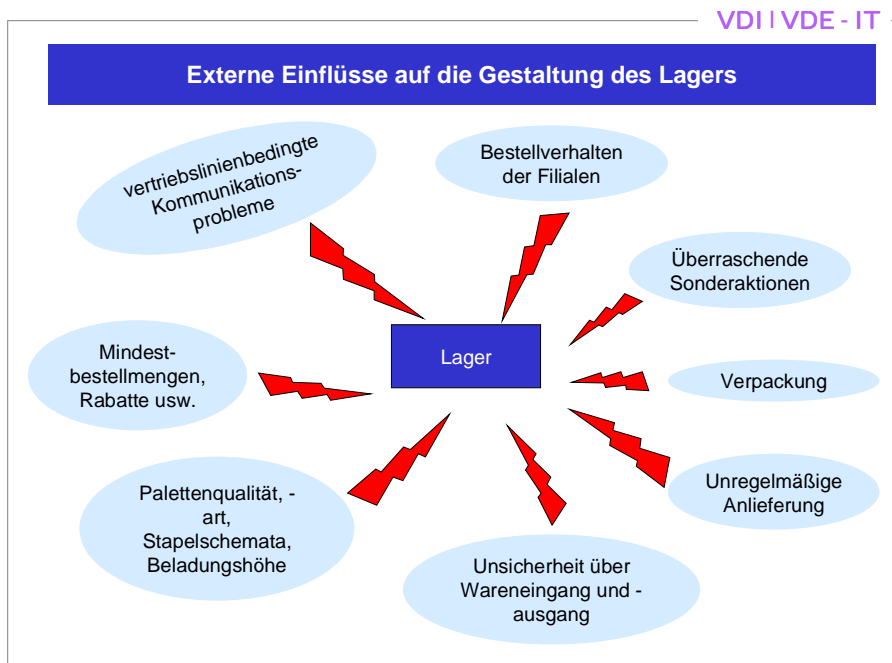 VDI | VDE - IT
Externe Einflüsse auf die Gestaltung des Lagers
vertriebslinienbedingte
Kommunikations-
probleme
Bestellverhalten
der Filialen
Überraschende
Sonderaktionen
Lager
Mindest-
bestellmengen,
Rabatte usw.
Verpackung
Palettenqualität, -
art,
Stapelschemata,
Beladungshöhe
Unregelmäßige
Anlieferung
Unsicherheit über
Wareneingang und -
ausgang